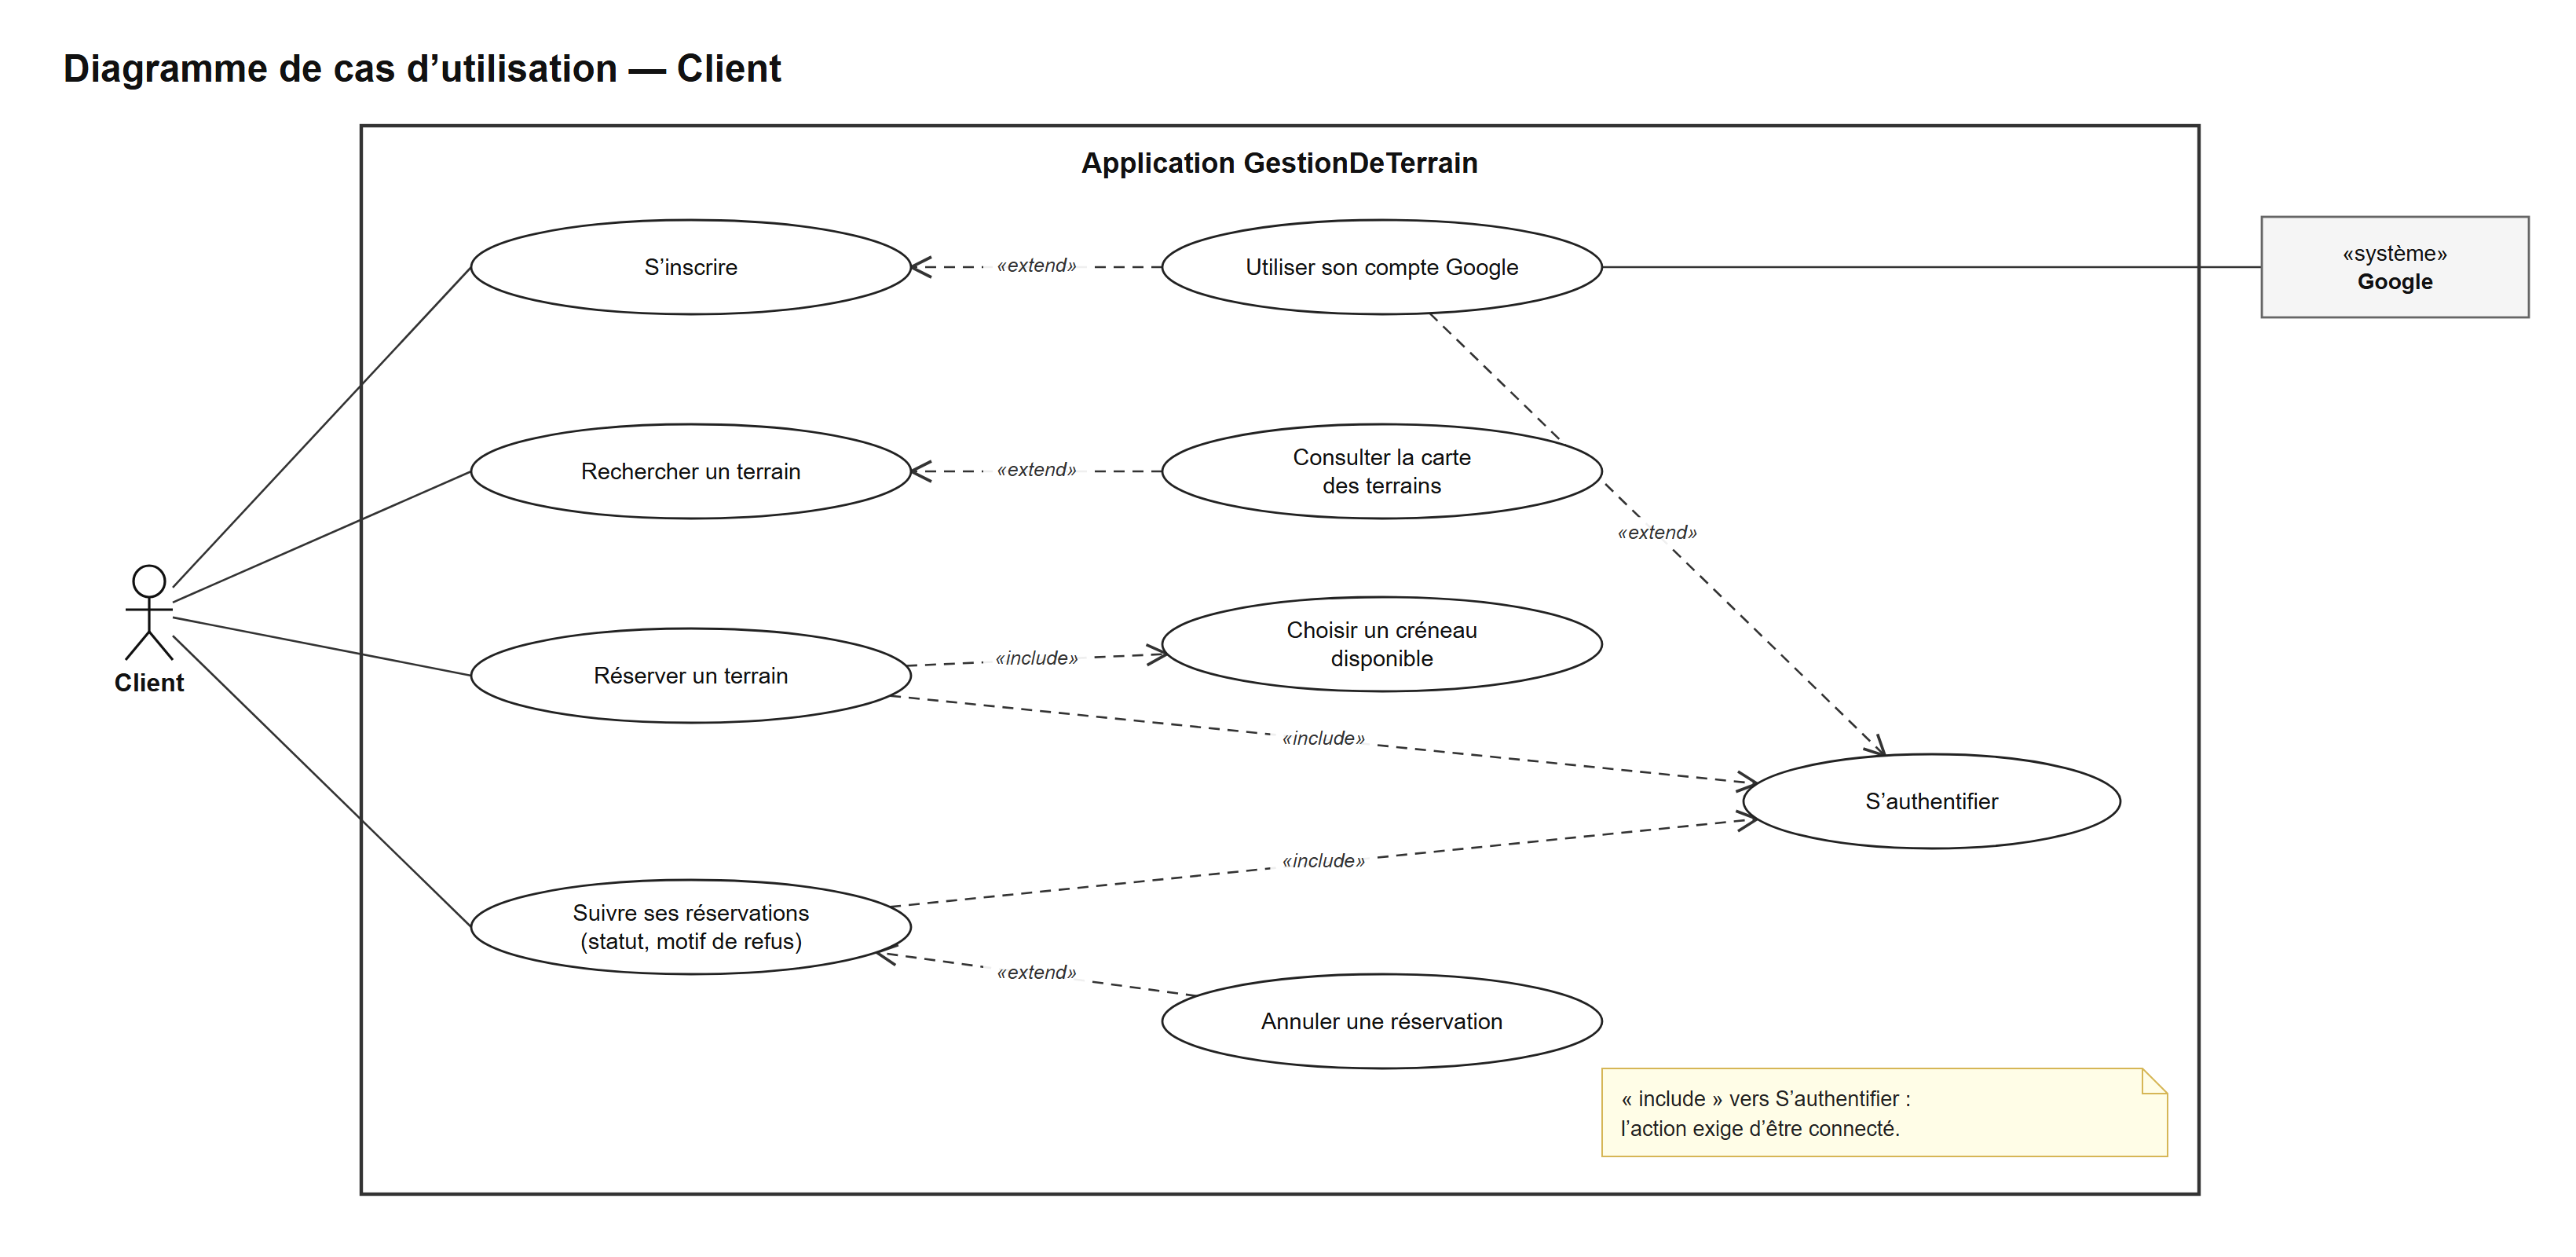 Diagramme de cas d’utilisation — Client
Application GestionDeTerrain
S’inscrire
«extend»
Utiliser son compte Google
«système»
Google
Rechercher un terrain
«extend»
Consulter la carte
des terrains
«extend»
Client
Réserver un terrain
«include»
Choisir un créneau
disponible
«include»
S’authentifier
«include»
Suivre ses réservations
(statut, motif de refus)
«extend»
Annuler une réservation
« include » vers S’authentifier :
l’action exige d’être connecté.